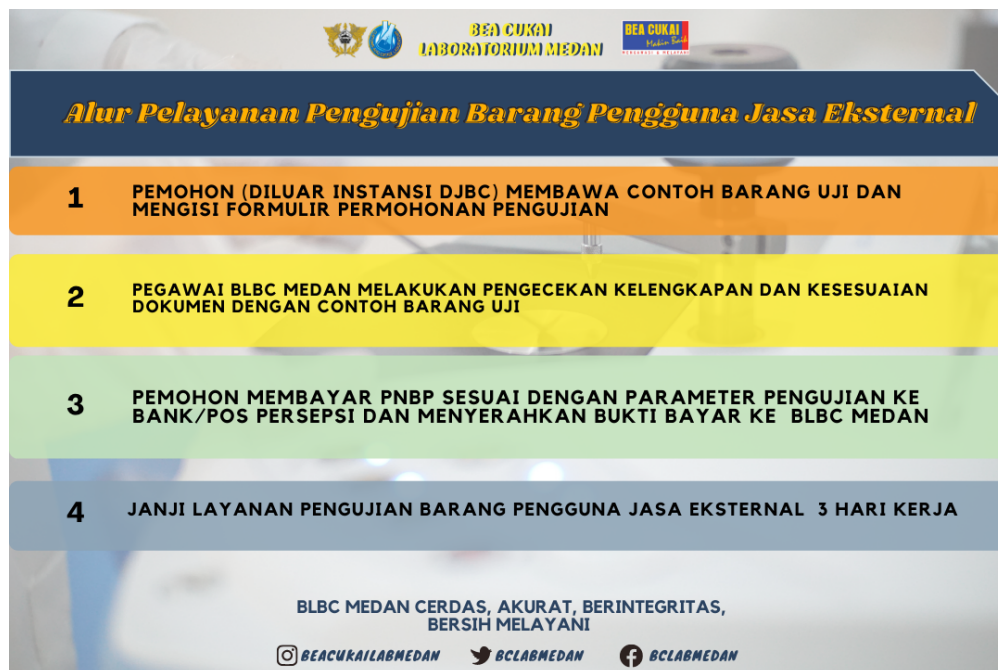 BEA CUKAI
LABORATORIUM MEDAN
BEA CUKAI
Makin Baik
Alur Pelayanan Pengujian Barang Pengguna Jasa Eksternal
1
PEMOHON (DILUAR INSTANSI DJBC) MEMBAWA CONTOH BARANG UJI DAN
MENGISI FORMULIR PERMOHONAN PENGUJIAN
2
PEGAWAI BLBC MEDAN MELAKUKAN PENGECEKAN KELENGKAPAN DAN KESESUAIAN
DOKUMEN DENGAN CONTOH BARANG UJI
3
PEMOHON MEMBAYAR PNBP SESUAI DENGAN PARAMETER PENGUJIAN KE
BANK/POS PERSEPSI DAN MENYERAHKAN BUKTI BAYAR KE BLBC MEDAN
4
JANJI LAYANAN PENGUJIAN BARANG PENGGUNA JASA EKSTERNAL 3 HARI KERJA
BLBC MEDAN CERDAS, AKURAT, BERINTEGRITAS,
BERSIH MELAYANI
BEACUKAILABMEDAN BCLABMEDAN BCLABMEDAN